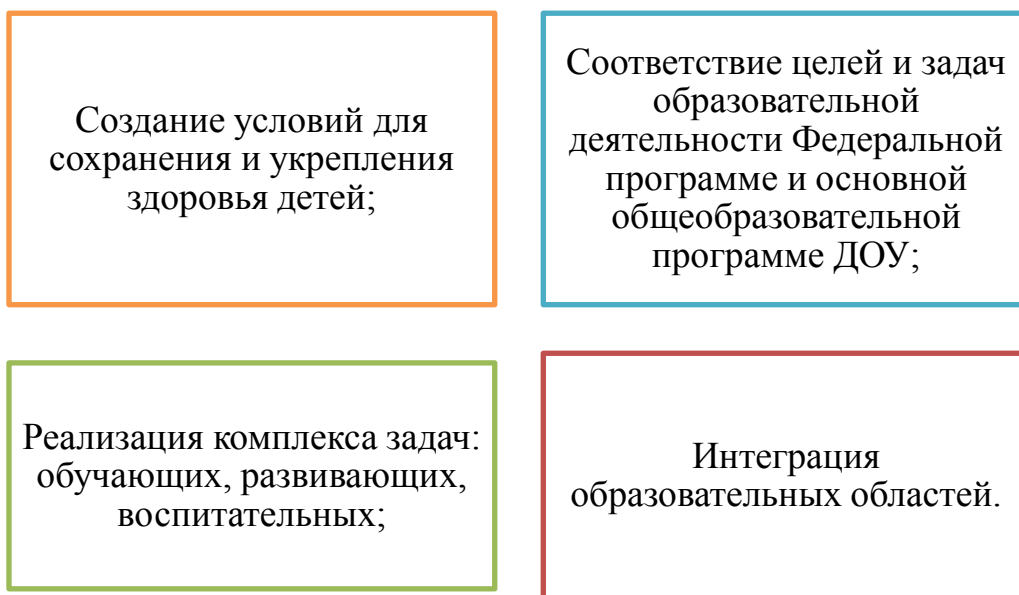 Создание условий для
сохранения и укрепления
здоровья детей;
Соответствие целей и задач
образовательной
деятельности Федеральной
программе и основной
общеобразовательной
программе ДОУ;
Реализация комплекса задач:
обучающих, развивающих,
воспитательных;
Интеграция
образовательных областей.